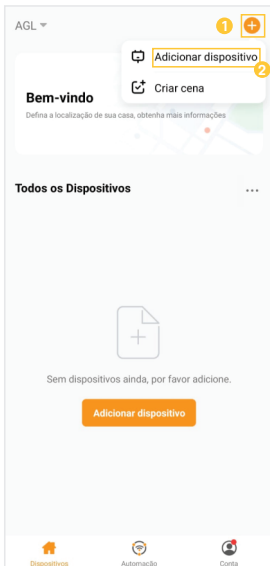 AGL
1
Adicionar dispositivo
2
Criar cena
Bem-vindo
Defina a localização de sua casa, obtenha mais informações
Todos os Dispositivos
...
Sem dispositivos ainda, por favor adicione.
Adicionar dispositivo
Dispositivos
Automação
Conta